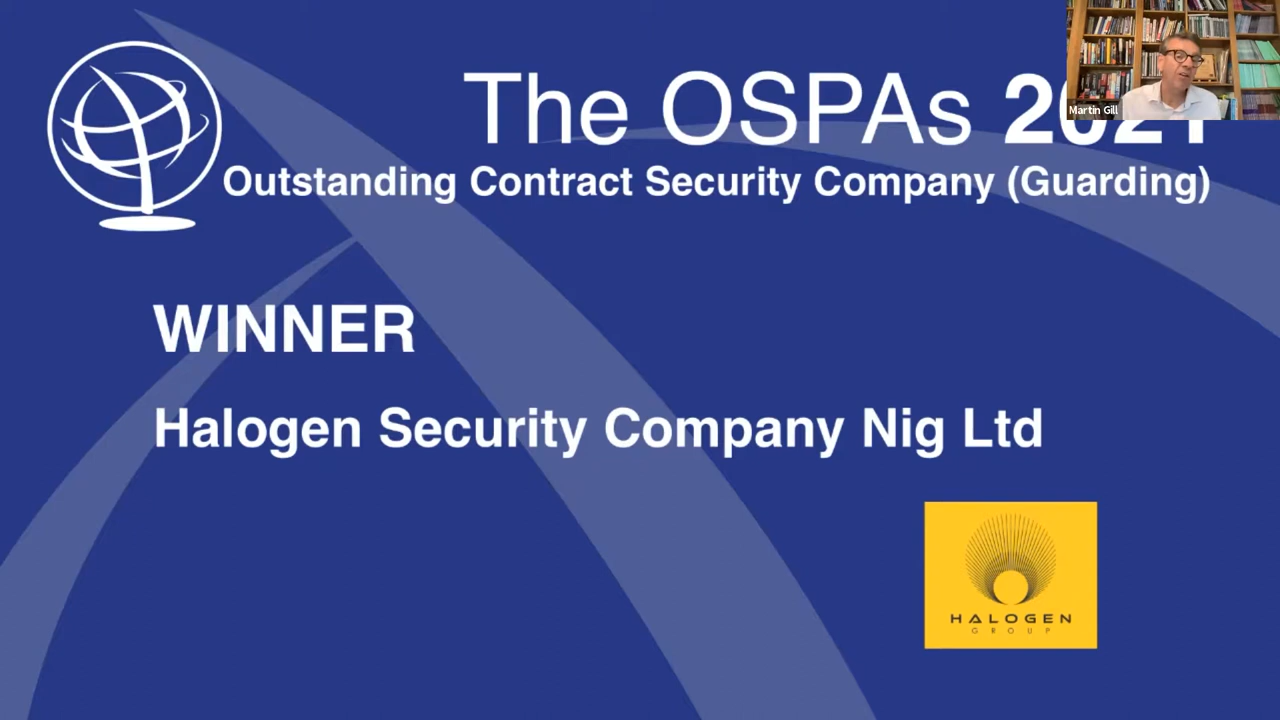 The OSPAs 2021
Martin Gill
Outstanding Contract Security Company (Guarding)
WINNER
Halogen Security Company Nig Ltd
HALOGEN
GROUP